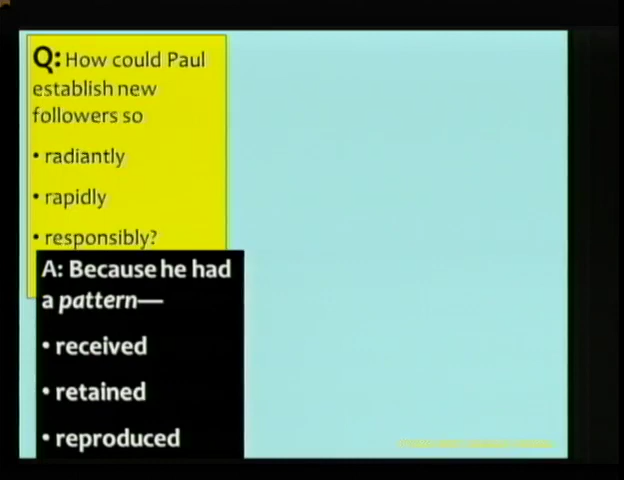 Q: How could Paul
establish new
followers so
• radiantly
• rapidly
• responsibly?
A: Because he had
a pattern—
• received
• retained
• reproduced